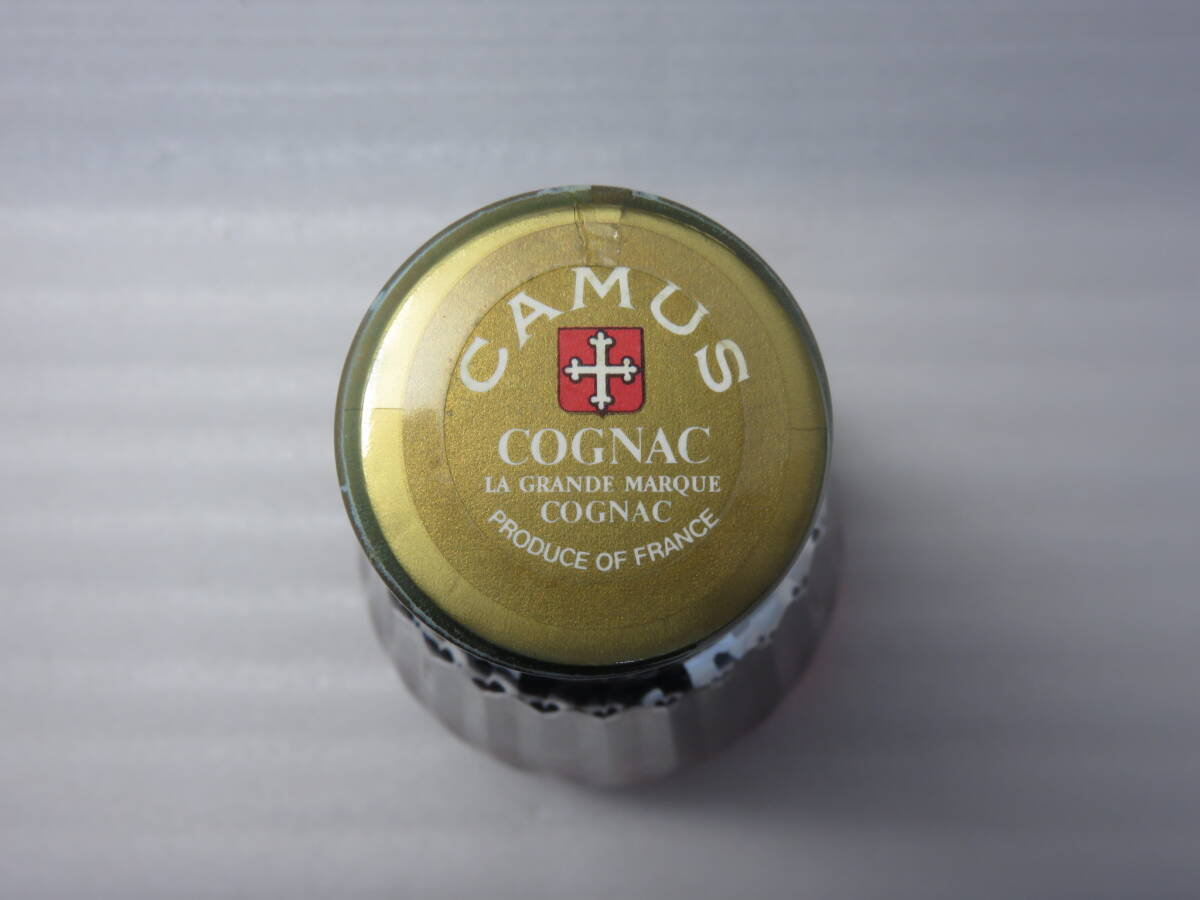 CAMUS
COGNAC
LA GRANDE MARQUE
COGNAC
PRODUCE OF FRANCE